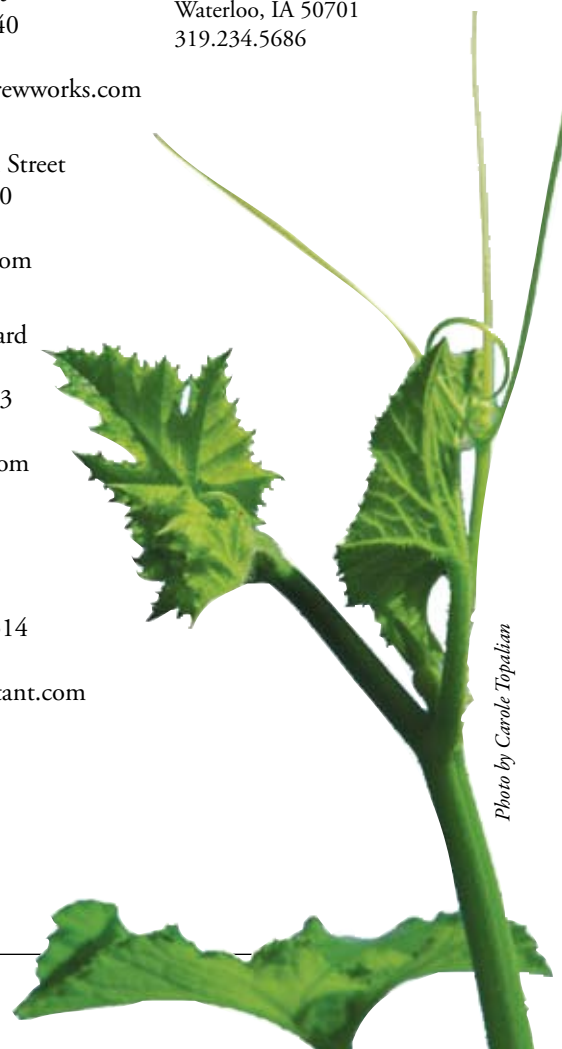 40
rewworks.com
Street
0
om
ard
3
om
14
tant.com
Waterloo, IA 50701
319.234.5686
Photo by Carole Topalian